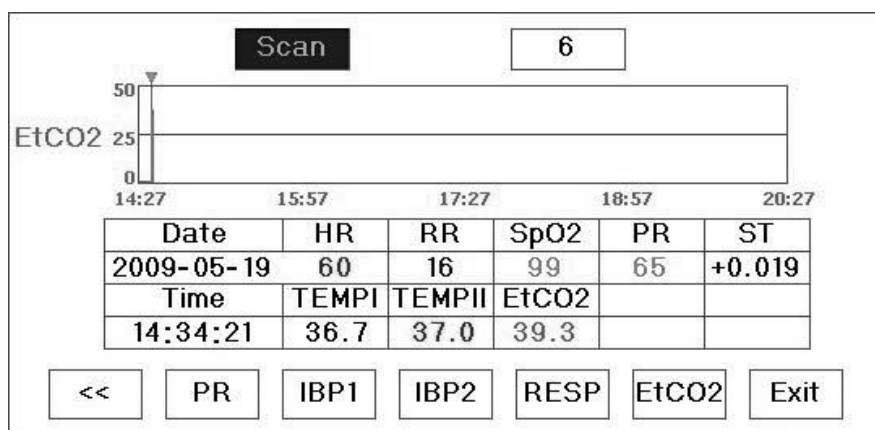 Scan 6
50
EtCO2 25
0
14:27 15:57 17:27 18:57 20:27
Date HR RR SpO2 PR ST
2009-05-19 60 16 99 65 +0.019
Time TEMPI TEMPII EtCO2
14:34:21 36.7 37.0 39.3
<< PR IBP1 IBP2 RESP EtCO2 Exit